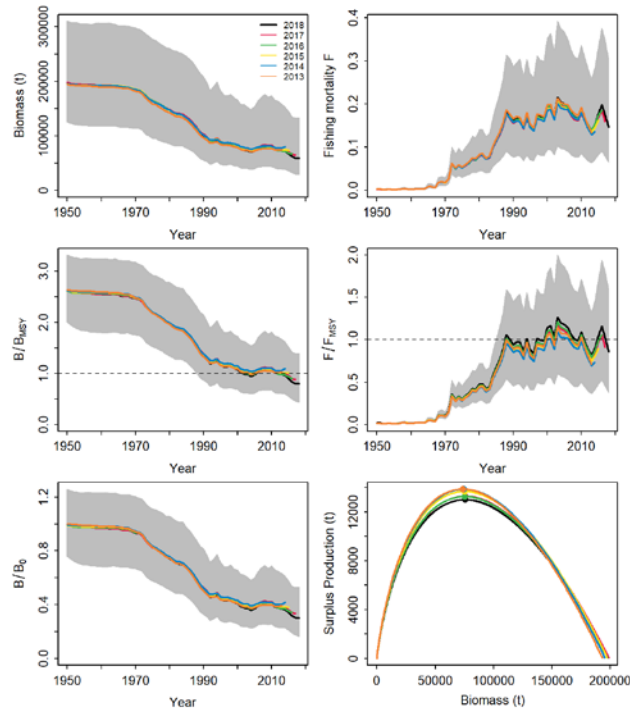 300000
200000
100000
0
Biomass (t)
2018
2017
2016
2015
2014
2013
1950 1970 1990 2010
Year
0.4
0.3
0.2
0.1
0.0
Fishing mortality F
1950 1970 1990 2010
Year
3.0
2.0
1.0
0.0
B/BMSY
1950 1970 1990 2010
Year
2.0
1.5
1.0
0.5
0.0
F/FMSY
1950 1970 1990 2010
Year
1.2
0.8
0.4
0.0
B/B0
1950 1970 1990 2010
Year
12000
8000
4000
0
Surplus Production (t)
0 50000 100000 150000 200000
Biomass (t)